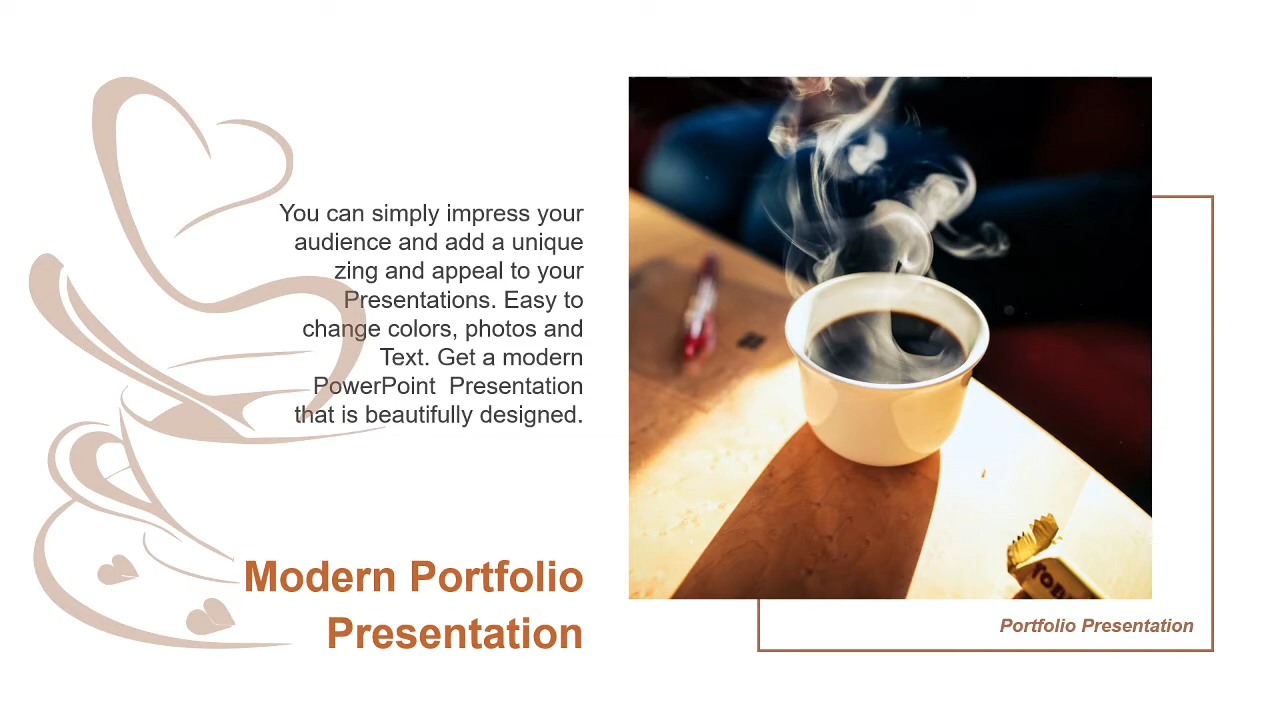 You can simply impress your
audience and add a unique
zing and appeal to your
Presentations. Easy to
change colors, photos and
Text. Get a modern
PowerPoint  Presentation
that is beautifully designed.
Modern Portfolio
Presentation
Portfolio Presentation